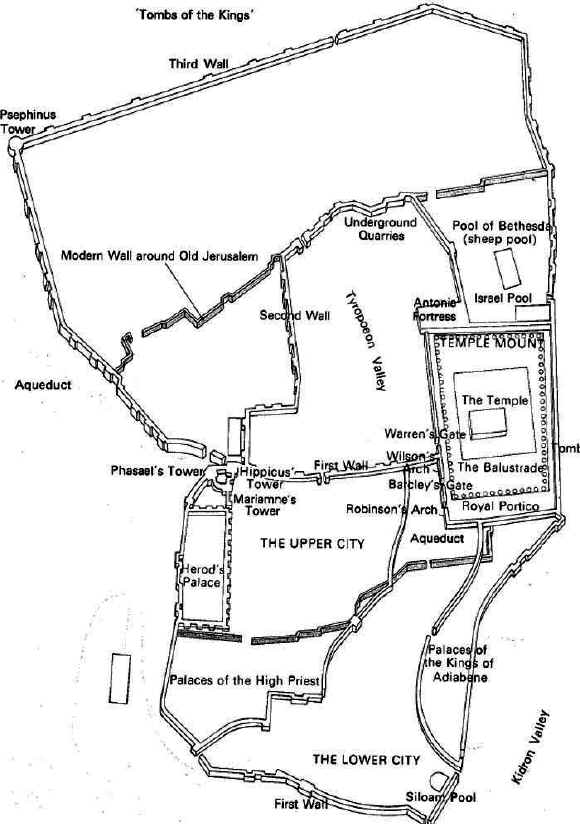 'Tombs of the Kings'
Third Wall
Psephinus
Tower
Underground
Quarries
Pool of Bethesda
(sheep pool)
Modern Wall around Old Jerusalem
Israel Pool
Antonie
Fortress
Second Wall
Tyropoeon Valley
TEMPLE MOUNT
Aqueduct
The Temple
Warren's Gate
Tomb
Wilson's
Arch
First Wall
The Balustrade
Phasael's Tower
Hippicus'
Tower
Barcley's Gate
Mariamne's
Tower
Robinson's Arch
Royal Portico
Aqueduct
THE UPPER CITY
Herod's
Palace
Palaces of
the Kings of
Adiabene
Palaces of the High Priest
Kidron Valley
THE LOWER CITY
Siloam Pool
First Wall